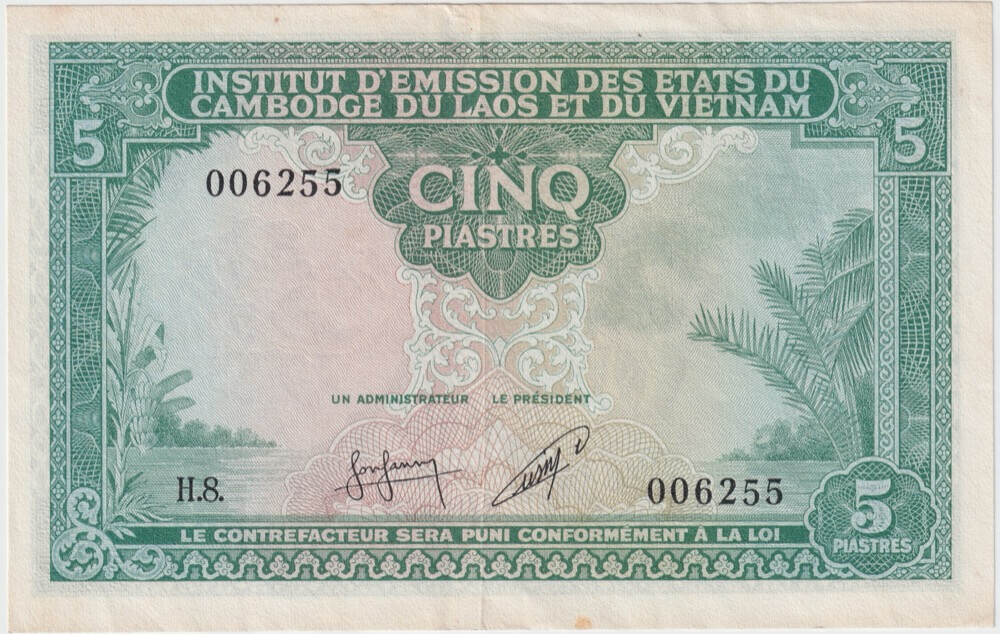 INSTITUT D'EMISSION DES ETATS DU
CAMBODGE DU LAOS ET DU VIETNAM
5
5
006255
CINQ
PIASTRES
UN ADMINISTRATEUR LE PRÉSIDENT
H.8.
006255
5
PIASTRES
LE CONTREFACTEUR SERA PUNI CONFORMÉMENT À LA LOI